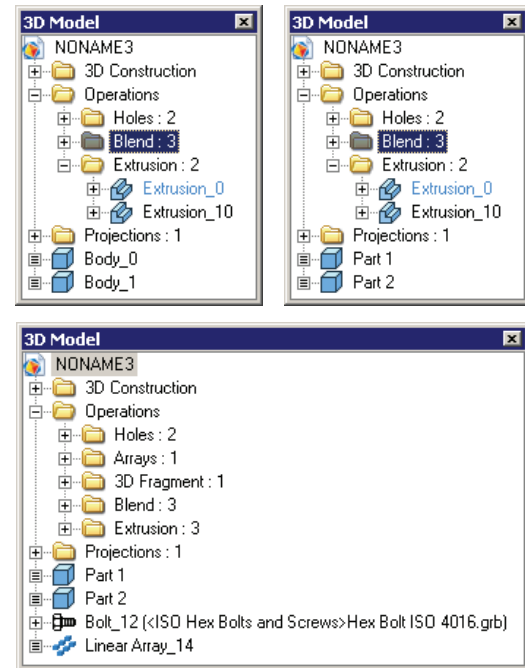 3D Model
NONAME3
3D Construction
Operations
Holes : 2
Blend : 3
Extrusion : 2
Extrusion_0
Extrusion_10
Projections : 1
Body_0
Body_1
3D Model
NONAME3
3D Construction
Operations
Holes : 2
Blend : 3
Extrusion : 2
Extrusion_0
Extrusion_10
Projections : 1
Part 1
Part 2
3D Model
NONAME3
3D Construction
Operations
Holes : 2
Arrays : 1
3D Fragment : 1
Blend : 3
Extrusion : 3
Projections : 1
Part 1
Part 2
Bolt_12 (<ISO Hex Bolts and Screws>Hex Bolt ISO 4016.grb)
Linear Array_14